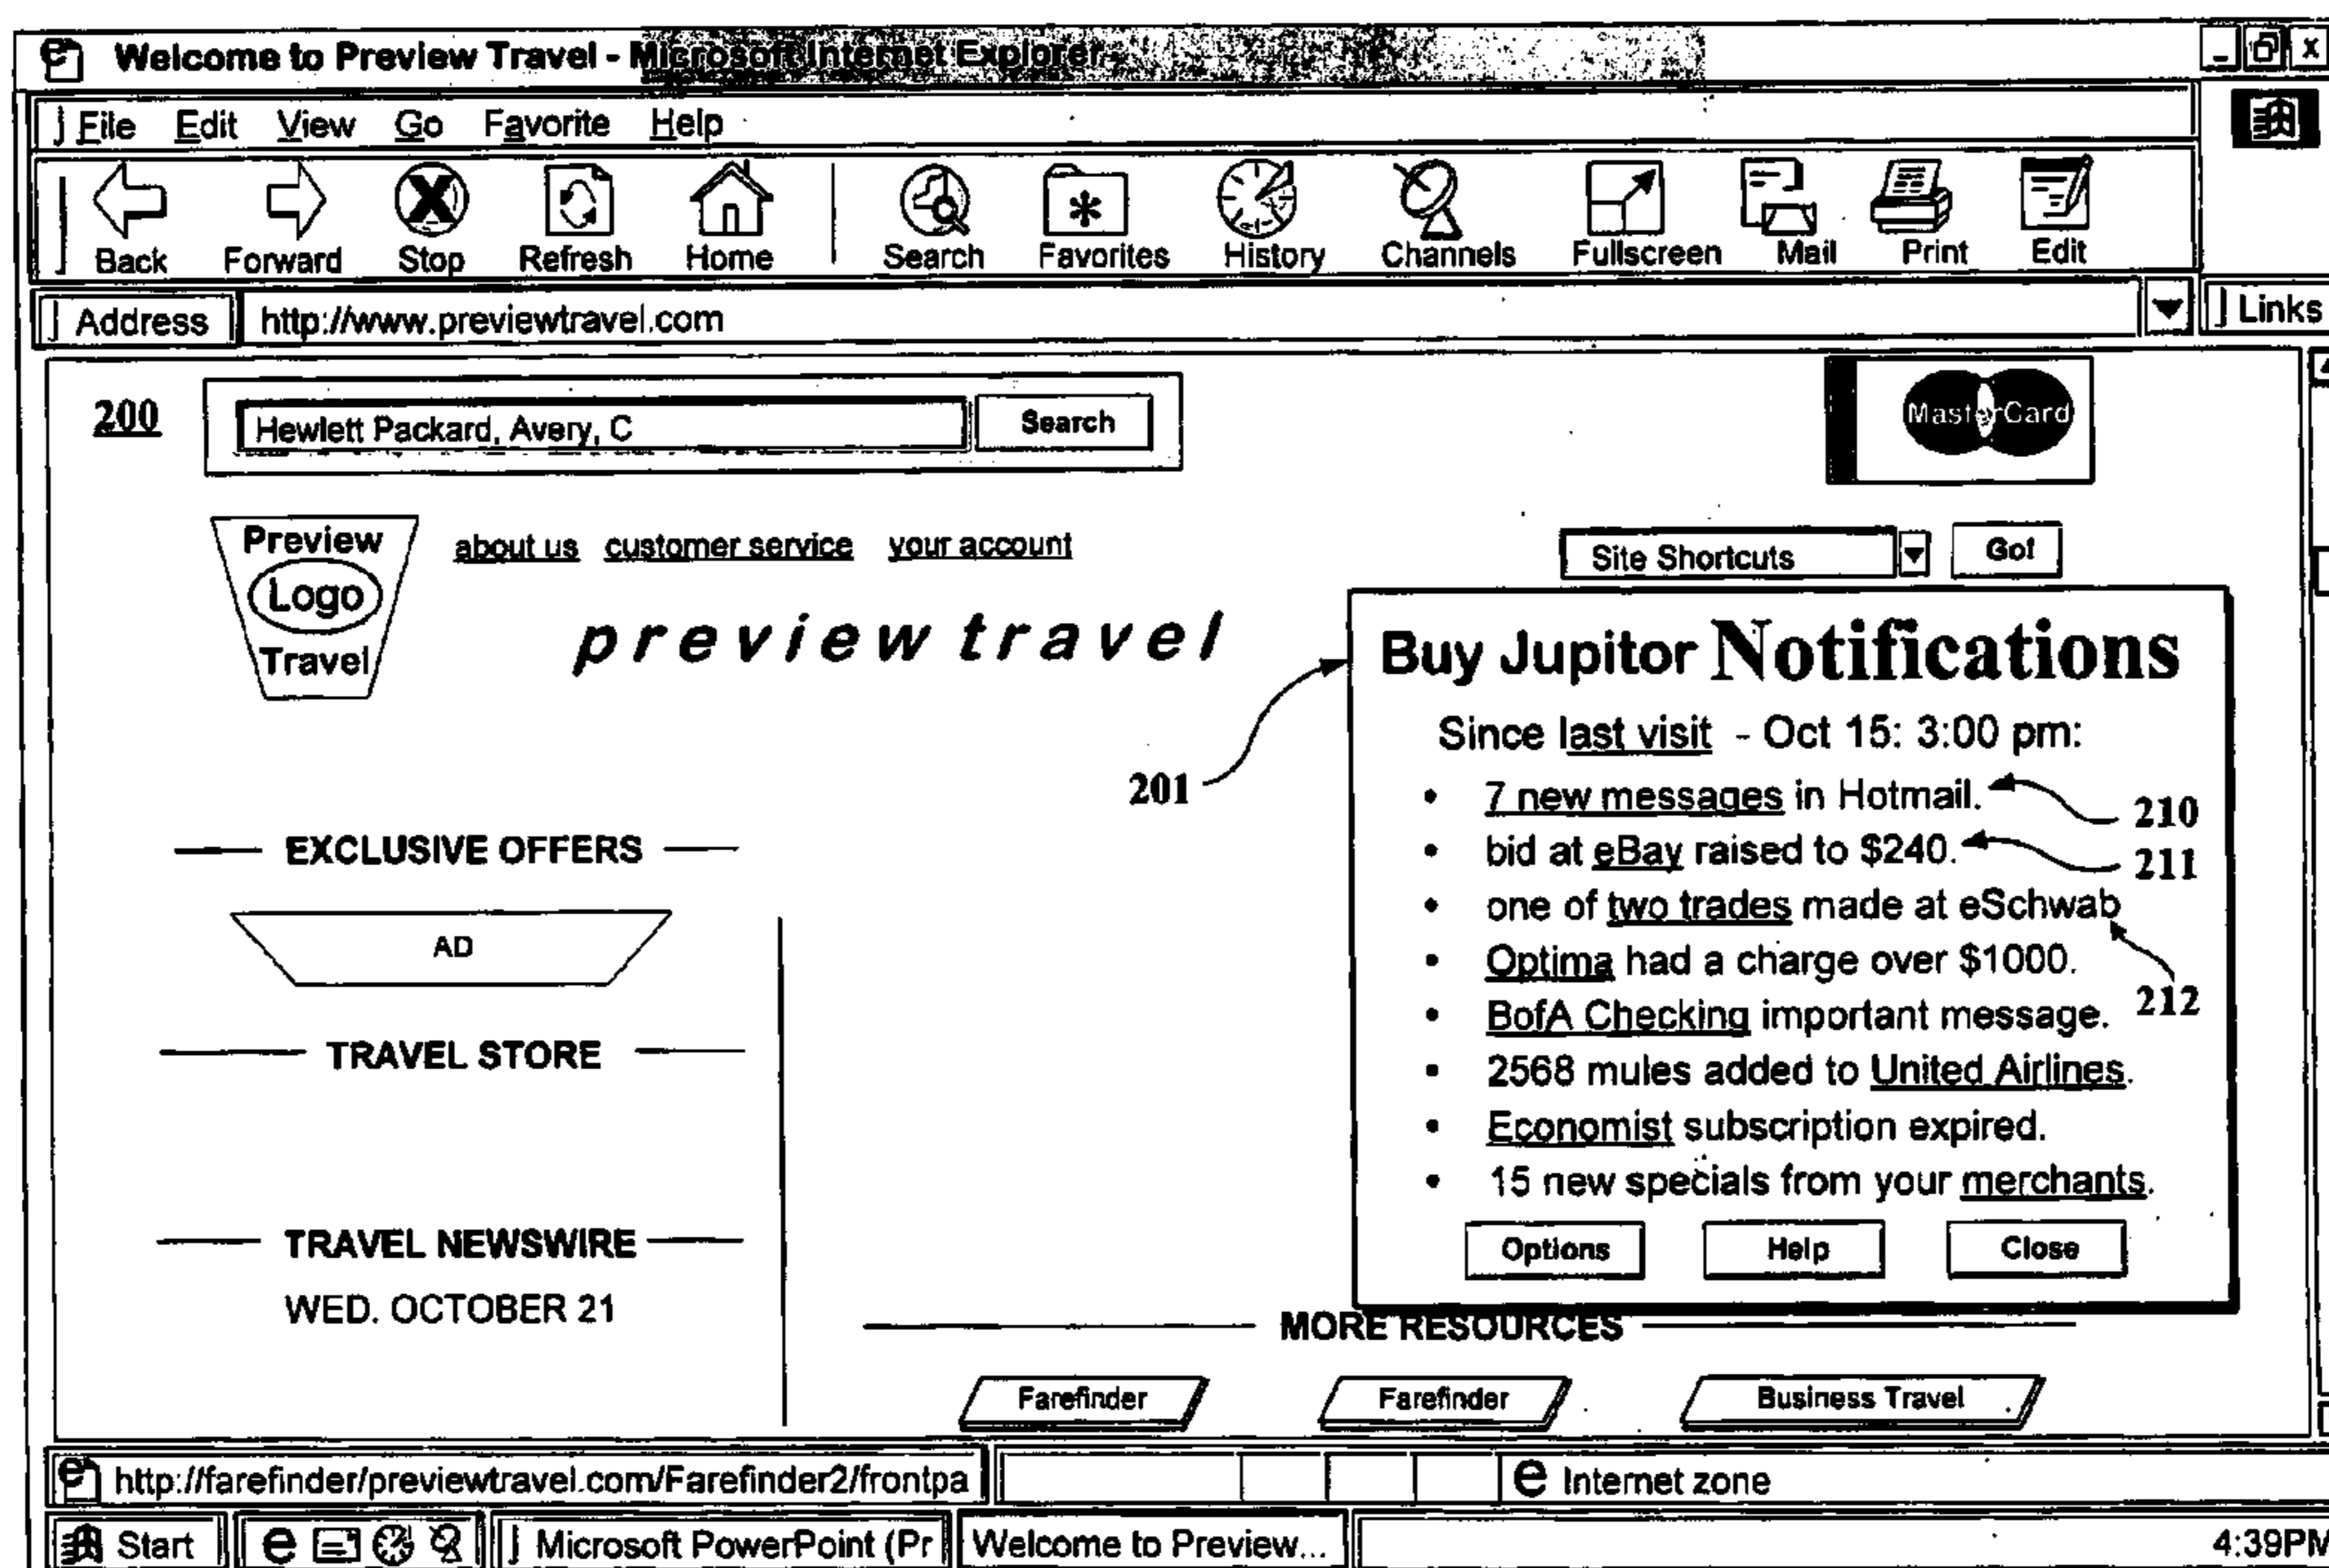 Welcome to Preview Travel - Microsoft Internet Explorer
File Edit View Go Favorite Help
Back Forward Stop Refresh Home Search Favorites History Channels Fullscreen Mail Print Edit
Address http://www.previewtravel.com Links
200 Hewlett Packard, Avery, C Search MasterCard
Preview Logo Travel
about us customer service your account
Site Shortcuts Go!
preview travel
201
Buy Jupitor Notifications
Since last visit - Oct 15: 3:00 pm:
• 7 new messages in Hotmail. 210
• bid at eBay raised to $240. 211
• one of two trades made at eSchwab 212
• Optima had a charge over $1000.
• BofA Checking important message.
• 2568 mules added to United Airlines.
• Economist subscription expired.
• 15 new specials from your merchants.
Options Help Close
EXCLUSIVE OFFERS
AD
TRAVEL STORE
TRAVEL NEWSWIRE
WED. OCTOBER 21
MORE RESOURCES
Farefinder Farefinder Business Travel
http://farefinder/previewtravel.com/Farefinder2/frontpa Internet zone
Start Microsoft PowerPoint (Pr Welcome to Preview... 4:39PM